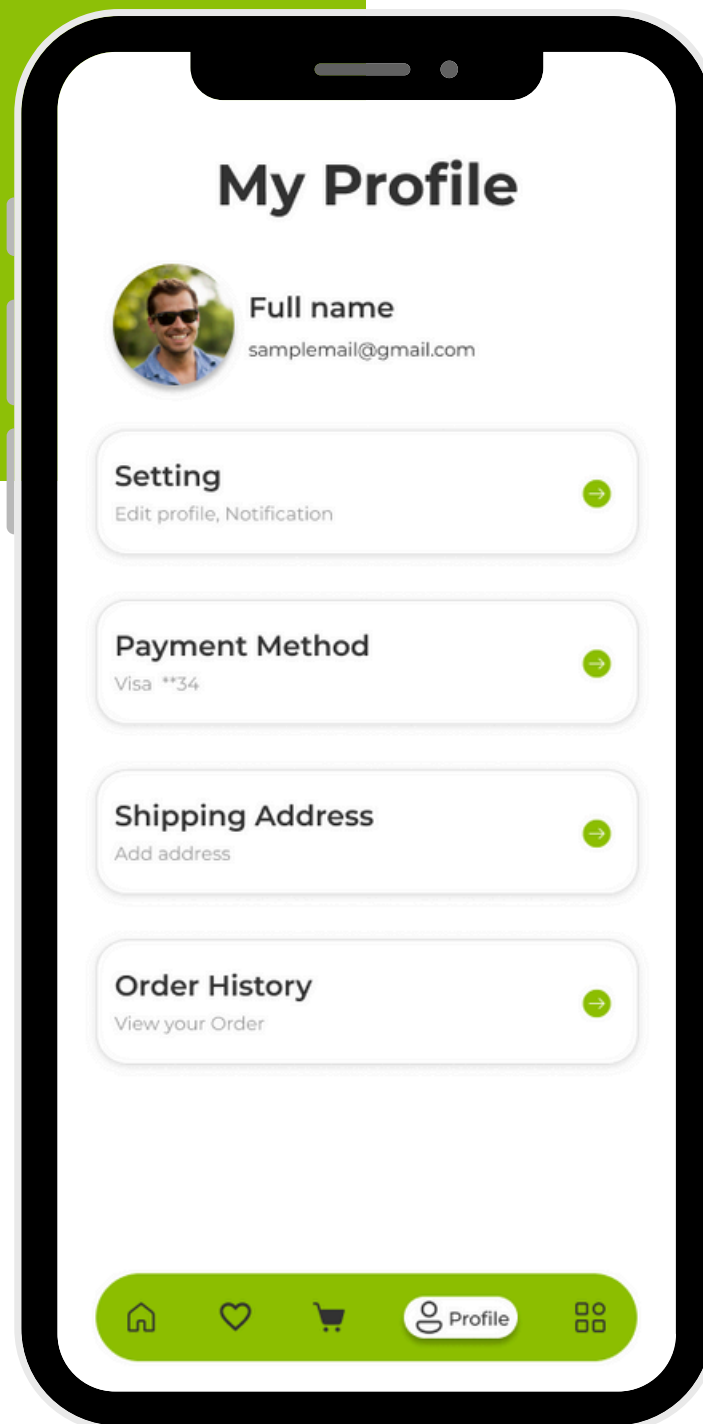 My Profile
Full name
samplemail@gmail.com
Setting
Edit profile, Notification
Payment Method
Visa **34
Shipping Address
Add address
Order History
View your Order
Profile